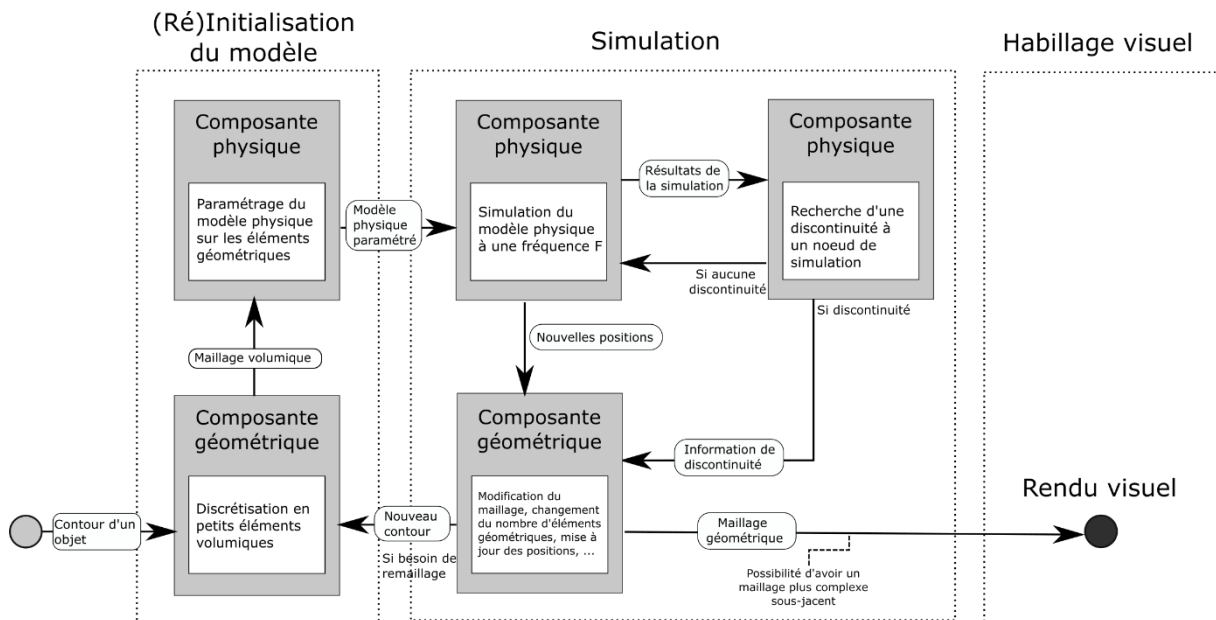 (Ré)Initialisation
du modèle
Simulation
Habillage visuel
Composante
physique
Paramétrage du
modèle physique
sur les éléments
géométriques
Modèle
physique
paramétré
Composante
physique
Simulation du
modèle physique
à une fréquence F
Résultats de
la simulation
Composante
physique
Recherche d'une
discontinuité à
un noeud de
simulation
Si aucune
discontinuité
Si discontinuité
Nouvelles positions
Maillage volumique
Composante
géométrique
Discrétisation en
petits éléments
volumiques
Contour d'un
objet
Nouveau
contour
Si besoin de
remaillage
Composante
géométrique
Modification du
maillage, changement
du nombre d'éléments
géométriques, mise à
jour des positions, ...
Information de
discontinuité
Maillage
géométrique
Possibilité d'avoir un
maillage plus complexe
sous-jacent
Rendu visuel